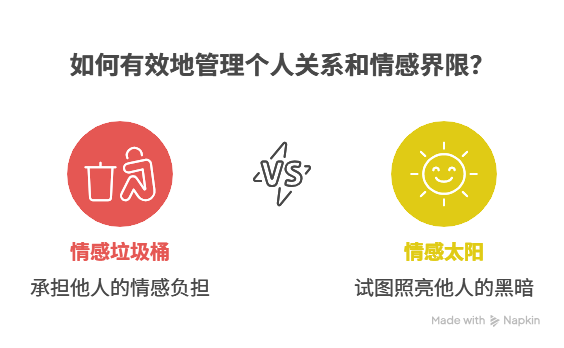 如何有效地管理个人关系和情感界限？
VS
情感垃圾桶
情感太阳
承担他人的情感负担
试图照亮他人的黑暗
Made with Napkin